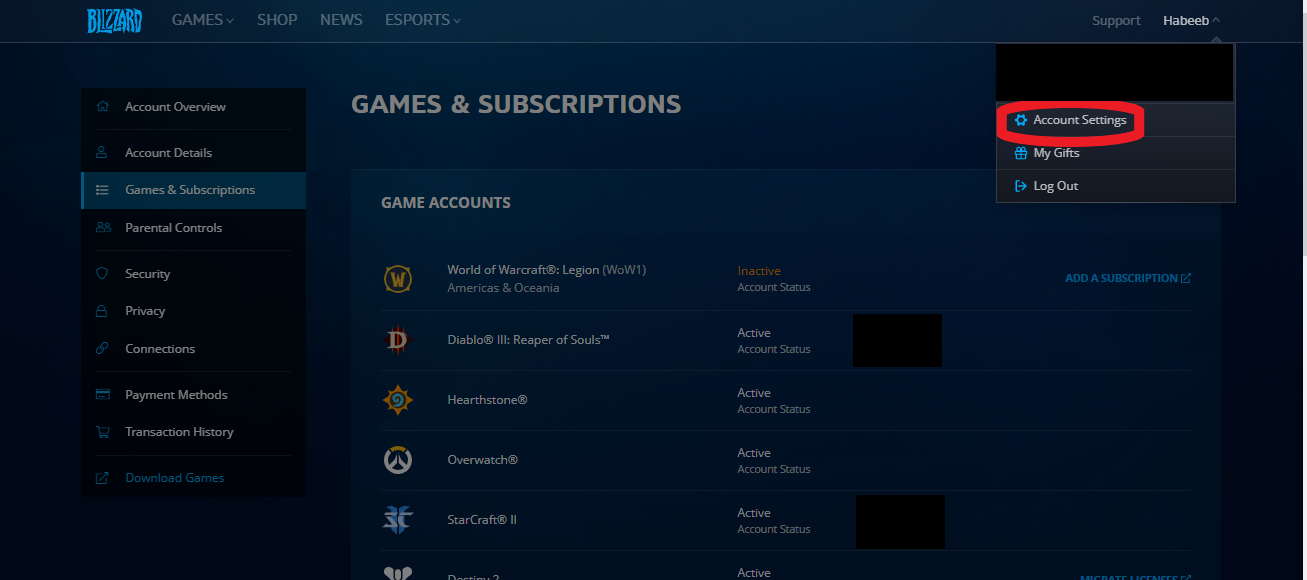 BLIZZARD GAMES SHOP NEWS ESPORTS Support Habeeb
Account Settings
My Gifts
Log Out
Account Overview
Account Details
Games & Subscriptions
Parental Controls
Security
Privacy
Connections
Payment Methods
Transaction History
Download Games
GAMES & SUBSCRIPTIONS
GAME ACCOUNTS
World of Warcraft®: Legion (WoW1)
Americas & Oceania
Inactive
Account Status
ADD A SUBSCRIPTION
Diablo® III: Reaper of Souls™
Active
Account Status
Hearthstone®
Active
Account Status
Overwatch®
Active
Account Status
StarCraft® II
Active
Account Status
Destiny 2
Active
MIGRATE LICENSES